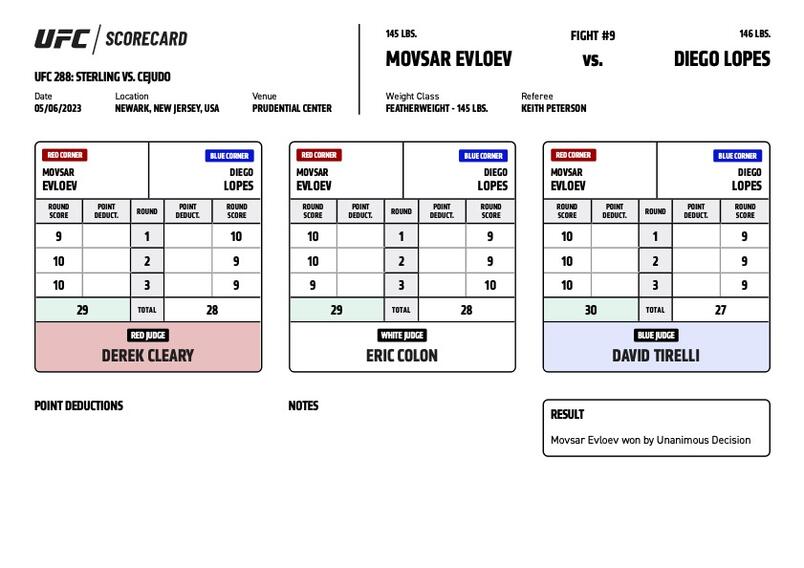 UFC / SCORECARD
UFC 288: STERLING VS. CEJUDO
Date Location Venue
05/06/2023 NEWARK, NEW JERSEY, USA PRUDENTIAL CENTER
145 LBS. FIGHT #9 146 LBS.
MOVSAR EVLOEV vs. DIEGO LOPES
Weight Class Referee
FEATHERWEIGHT - 145 LBS. KEITH PETERSON
RED CORNER BLUE CORNER
MOVSAR DIEGO
EVLOEV LOPES
ROUND SCORE POINT DEDUCT. ROUND POINT DEDUCT. ROUND SCORE
9 1 10
10 2 9
10 3 9
29 TOTAL 28
RED JUDGE
DEREK CLEARY
RED CORNER BLUE CORNER
MOVSAR DIEGO
EVLOEV LOPES
ROUND SCORE POINT DEDUCT. ROUND POINT DEDUCT. ROUND SCORE
10 1 9
10 2 9
9 3 10
29 TOTAL 28
WHITE JUDGE
ERIC COLON
RED CORNER BLUE CORNER
MOVSAR DIEGO
EVLOEV LOPES
ROUND SCORE POINT DEDUCT. ROUND POINT DEDUCT. ROUND SCORE
10 1 9
10 2 9
10 3 9
30 TOTAL 27
BLUE JUDGE
DAVID TIRELLI
POINT DEDUCTIONS
NOTES
RESULT
Movsar Evloev won by Unanimous Decision